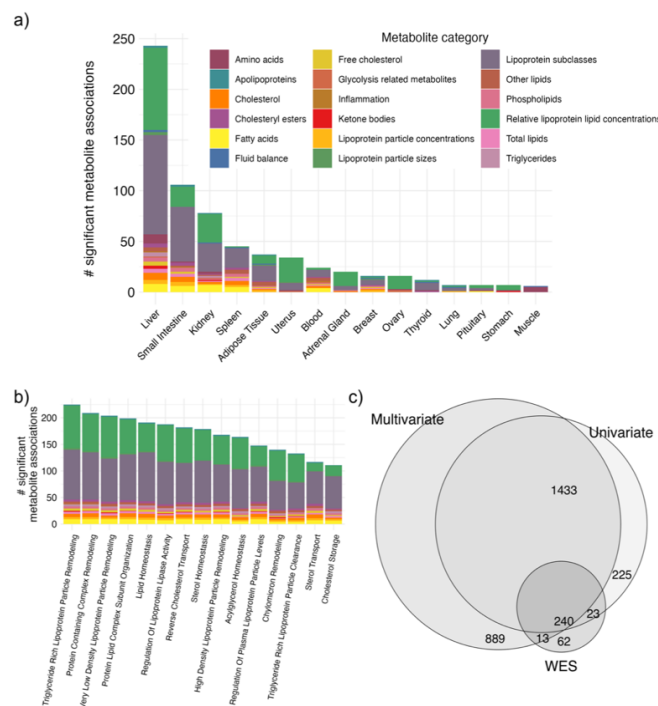 a)
Metabolite category
Amino acids
Apolipoproteins
Cholesterol
Cholesteryl esters
Fatty acids
Fluid balance
Free cholesterol
Glycolysis related metabolites
Inflammation
Ketone bodies
Lipoprotein particle concentrations
Lipoprotein particle sizes
Lipoprotein subclasses
Other lipids
Phospholipids
Relative lipoprotein lipid concentrations
Total lipids
Triglycerides
# significant metabolite associations
250
200
150
100
50
0
Liver
Small Intestine
Kidney
Spleen
Adipose Tissue
Uterus
Blood
Adrenal Gland
Breast
Ovary
Thyroid
Lung
Pituitary
Stomach
Muscle
b)
# significant
metabolite associations
200
150
100
50
0
Triglyceride Rich Lipoprotein Particle Remodeling
Protein Containing Complex Remodeling
Very Low Density Lipoprotein Particle Remodeling
Protein Lipid Complex Subunit Organization
Lipid Homeostasis
Regulation Of Lipoprotein Lipase Activity
Reverse Cholesterol Transport
Sterol Homeostasis
High Density Lipoprotein Particle Remodeling
Acylglycerol Homeostasis
Regulation Of Plasma Lipoprotein Particle Levels
Chylomicron Remodeling
Triglyceride Rich Lipoprotein Particle Clearance
Sterol Transport
Cholesterol Storage
c)
Multivariate
Univariate
1433
225
240
23
889
13
62
WES